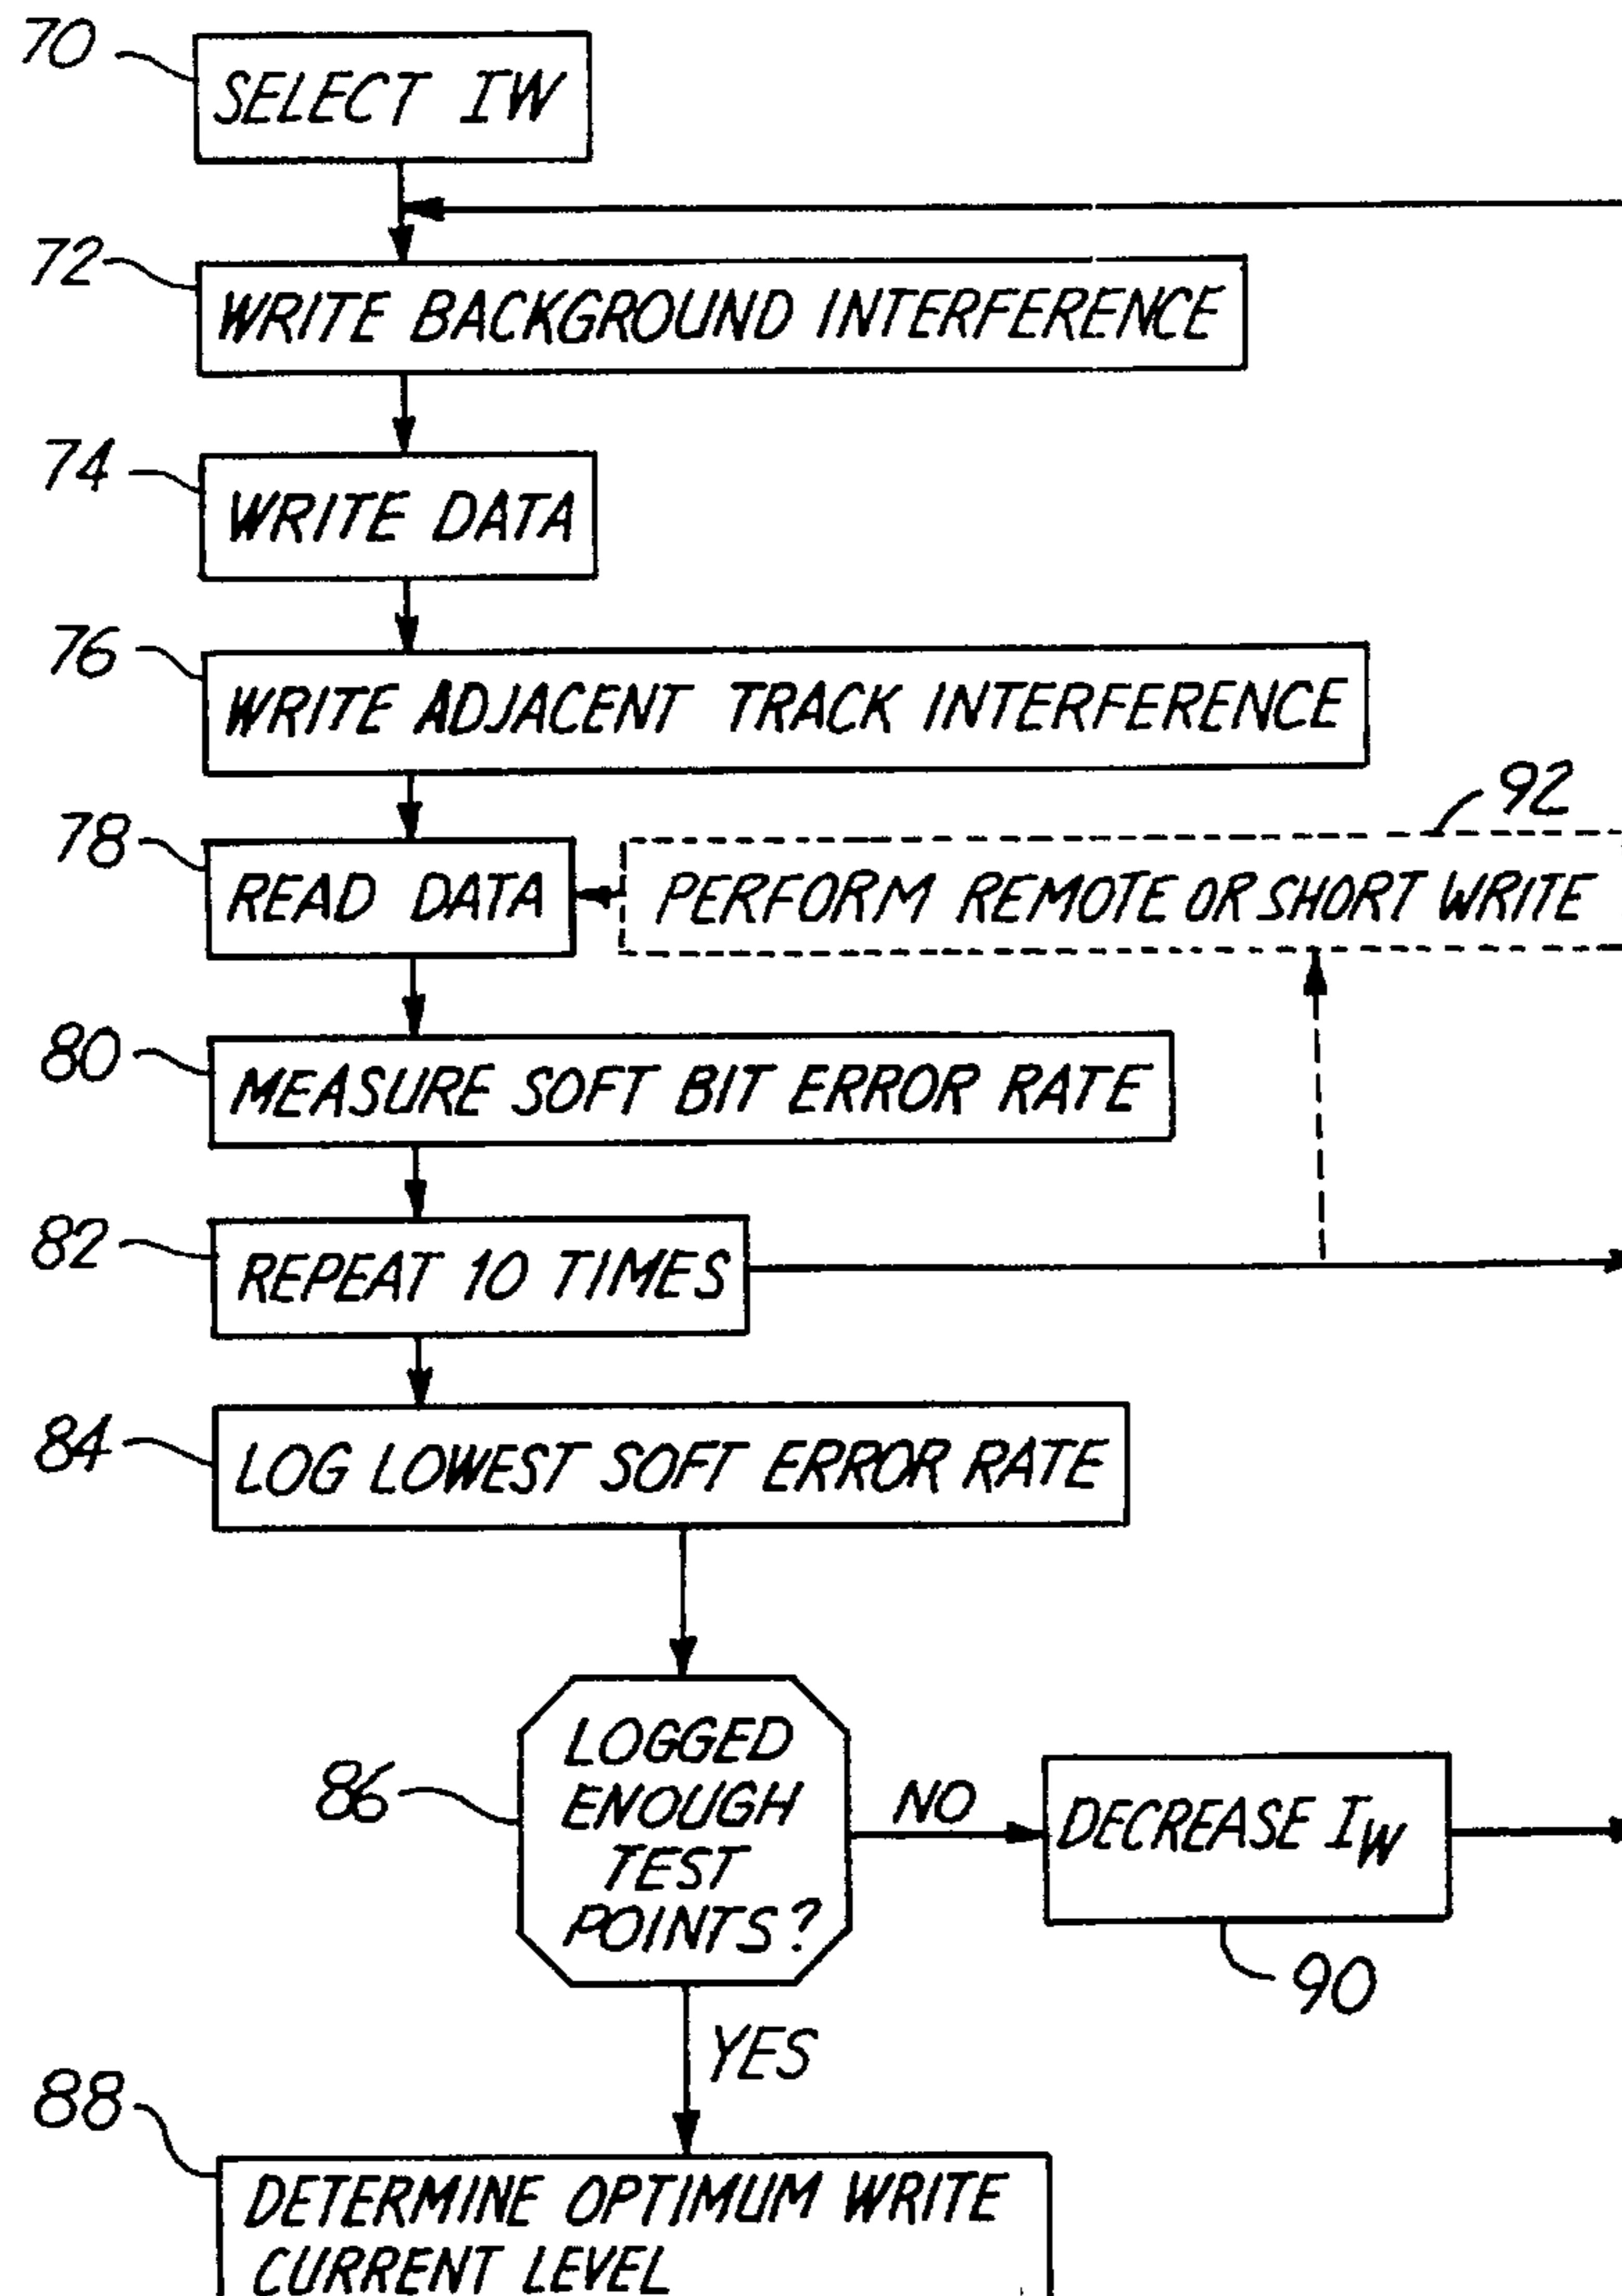 70
SELECT IW
72
WRITE BACKGROUND INTERFERENCE
74
WRITE DATA
76
WRITE ADJACENT TRACK INTERFERENCE
92
78
READ DATA
PERFORM REMOTE OR SHORT WRITE
80
MEASURE SOFT BIT ERROR RATE
82
REPEAT 10 TIMES
84
LOG LOWEST SOFT ERROR RATE
86
LOGGED
ENOUGH
TEST
POINTS?
NO
DECREASE IW
90
YES
88
DETERMINE OPTIMUM WRITE
CURRENT LEVEL